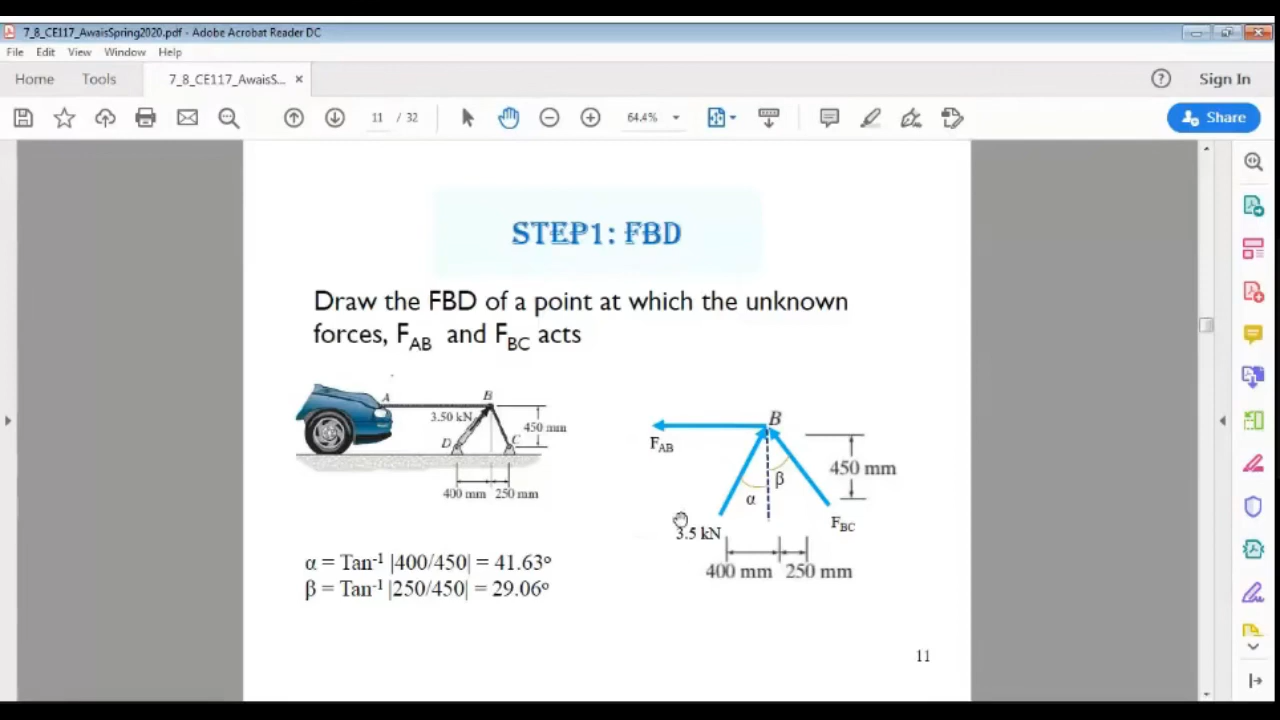 7_8_CE117_AwaisSpring2020.pdf - Adobe Acrobat Reader DC
File Edit View Window Help
Home Tools 7_8_CE117_AwaisS... × Sign In
11 / 32 64.4% Share
STEP1: FBD
Draw the FBD of a point at which the unknown
forces, FAB and FBC acts
A B
3.50 kN
450 mm
D C
400 mm 250 mm
B
FAB
450 mm
β
α
FBC
3.5 kN
400 mm 250 mm
α = Tan-1 |400/450| = 41.63º
β = Tan-1 |250/450| = 29.06º
11